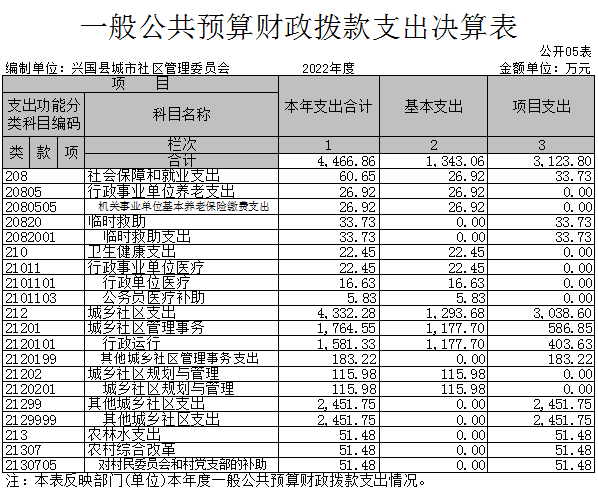 一般公共预算财政拨款支出决算表
公开05表
编制单位：兴国县城市社区管理委员会 2022年度 金额单位：万元
项 目 本年支出合计 基本支出 项目支出
支出功能分类科目编码 科目名称
类 款 项 栏次 1 2 3
合计 4,466.86 1,343.06 3,123.80
208 社会保障和就业支出 60.65 26.92 33.73
20805 行政事业单位养老支出 26.92 26.92 0.00
2080505 机关事业单位基本养老保险缴费支出 26.92 26.92 0.00
20820 临时救助 33.73 0.00 33.73
2082001 临时救助支出 33.73 0.00 33.73
210 卫生健康支出 22.45 22.45 0.00
21011 行政事业单位医疗 22.45 22.45 0.00
2101101 行政单位医疗 16.63 16.63 0.00
2101103 公务员医疗补助 5.83 5.83 0.00
212 城乡社区支出 4,332.28 1,293.68 3,038.60
21201 城乡社区管理事务 1,764.55 1,177.70 586.85
2120101 行政运行 1,581.33 1,177.70 403.63
2120199 其他城乡社区管理事务支出 183.22 0.00 183.22
21202 城乡社区规划与管理 115.98 115.98 0.00
2120201 城乡社区规划与管理 115.98 115.98 0.00
21299 其他城乡社区支出 2,451.75 0.00 2,451.75
2129999 其他城乡社区支出 2,451.75 0.00 2,451.75
213 农林水支出 51.48 0.00 51.48
21307 农村综合改革 51.48 0.00 51.48
2130705 对村民委员会和村党支部的补助 51.48 0.00 51.48
注：本表反映部门(单位)本年度一般公共预算财政拨款支出情况。